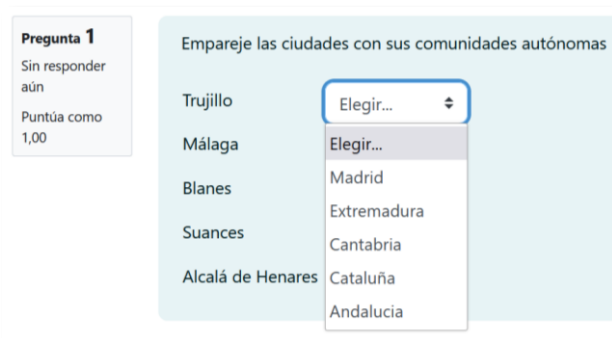 Pregunta 1
Sin responder
aún
Puntúa como
1,00
Empareje las ciudades con sus comunidades autónomas
Trujillo
Elegir...
Málaga
Elegir...
Madrid
Blanes
Extremadura
Suances
Cantabria
Alcalá de Henares
Cataluña
Andalucia